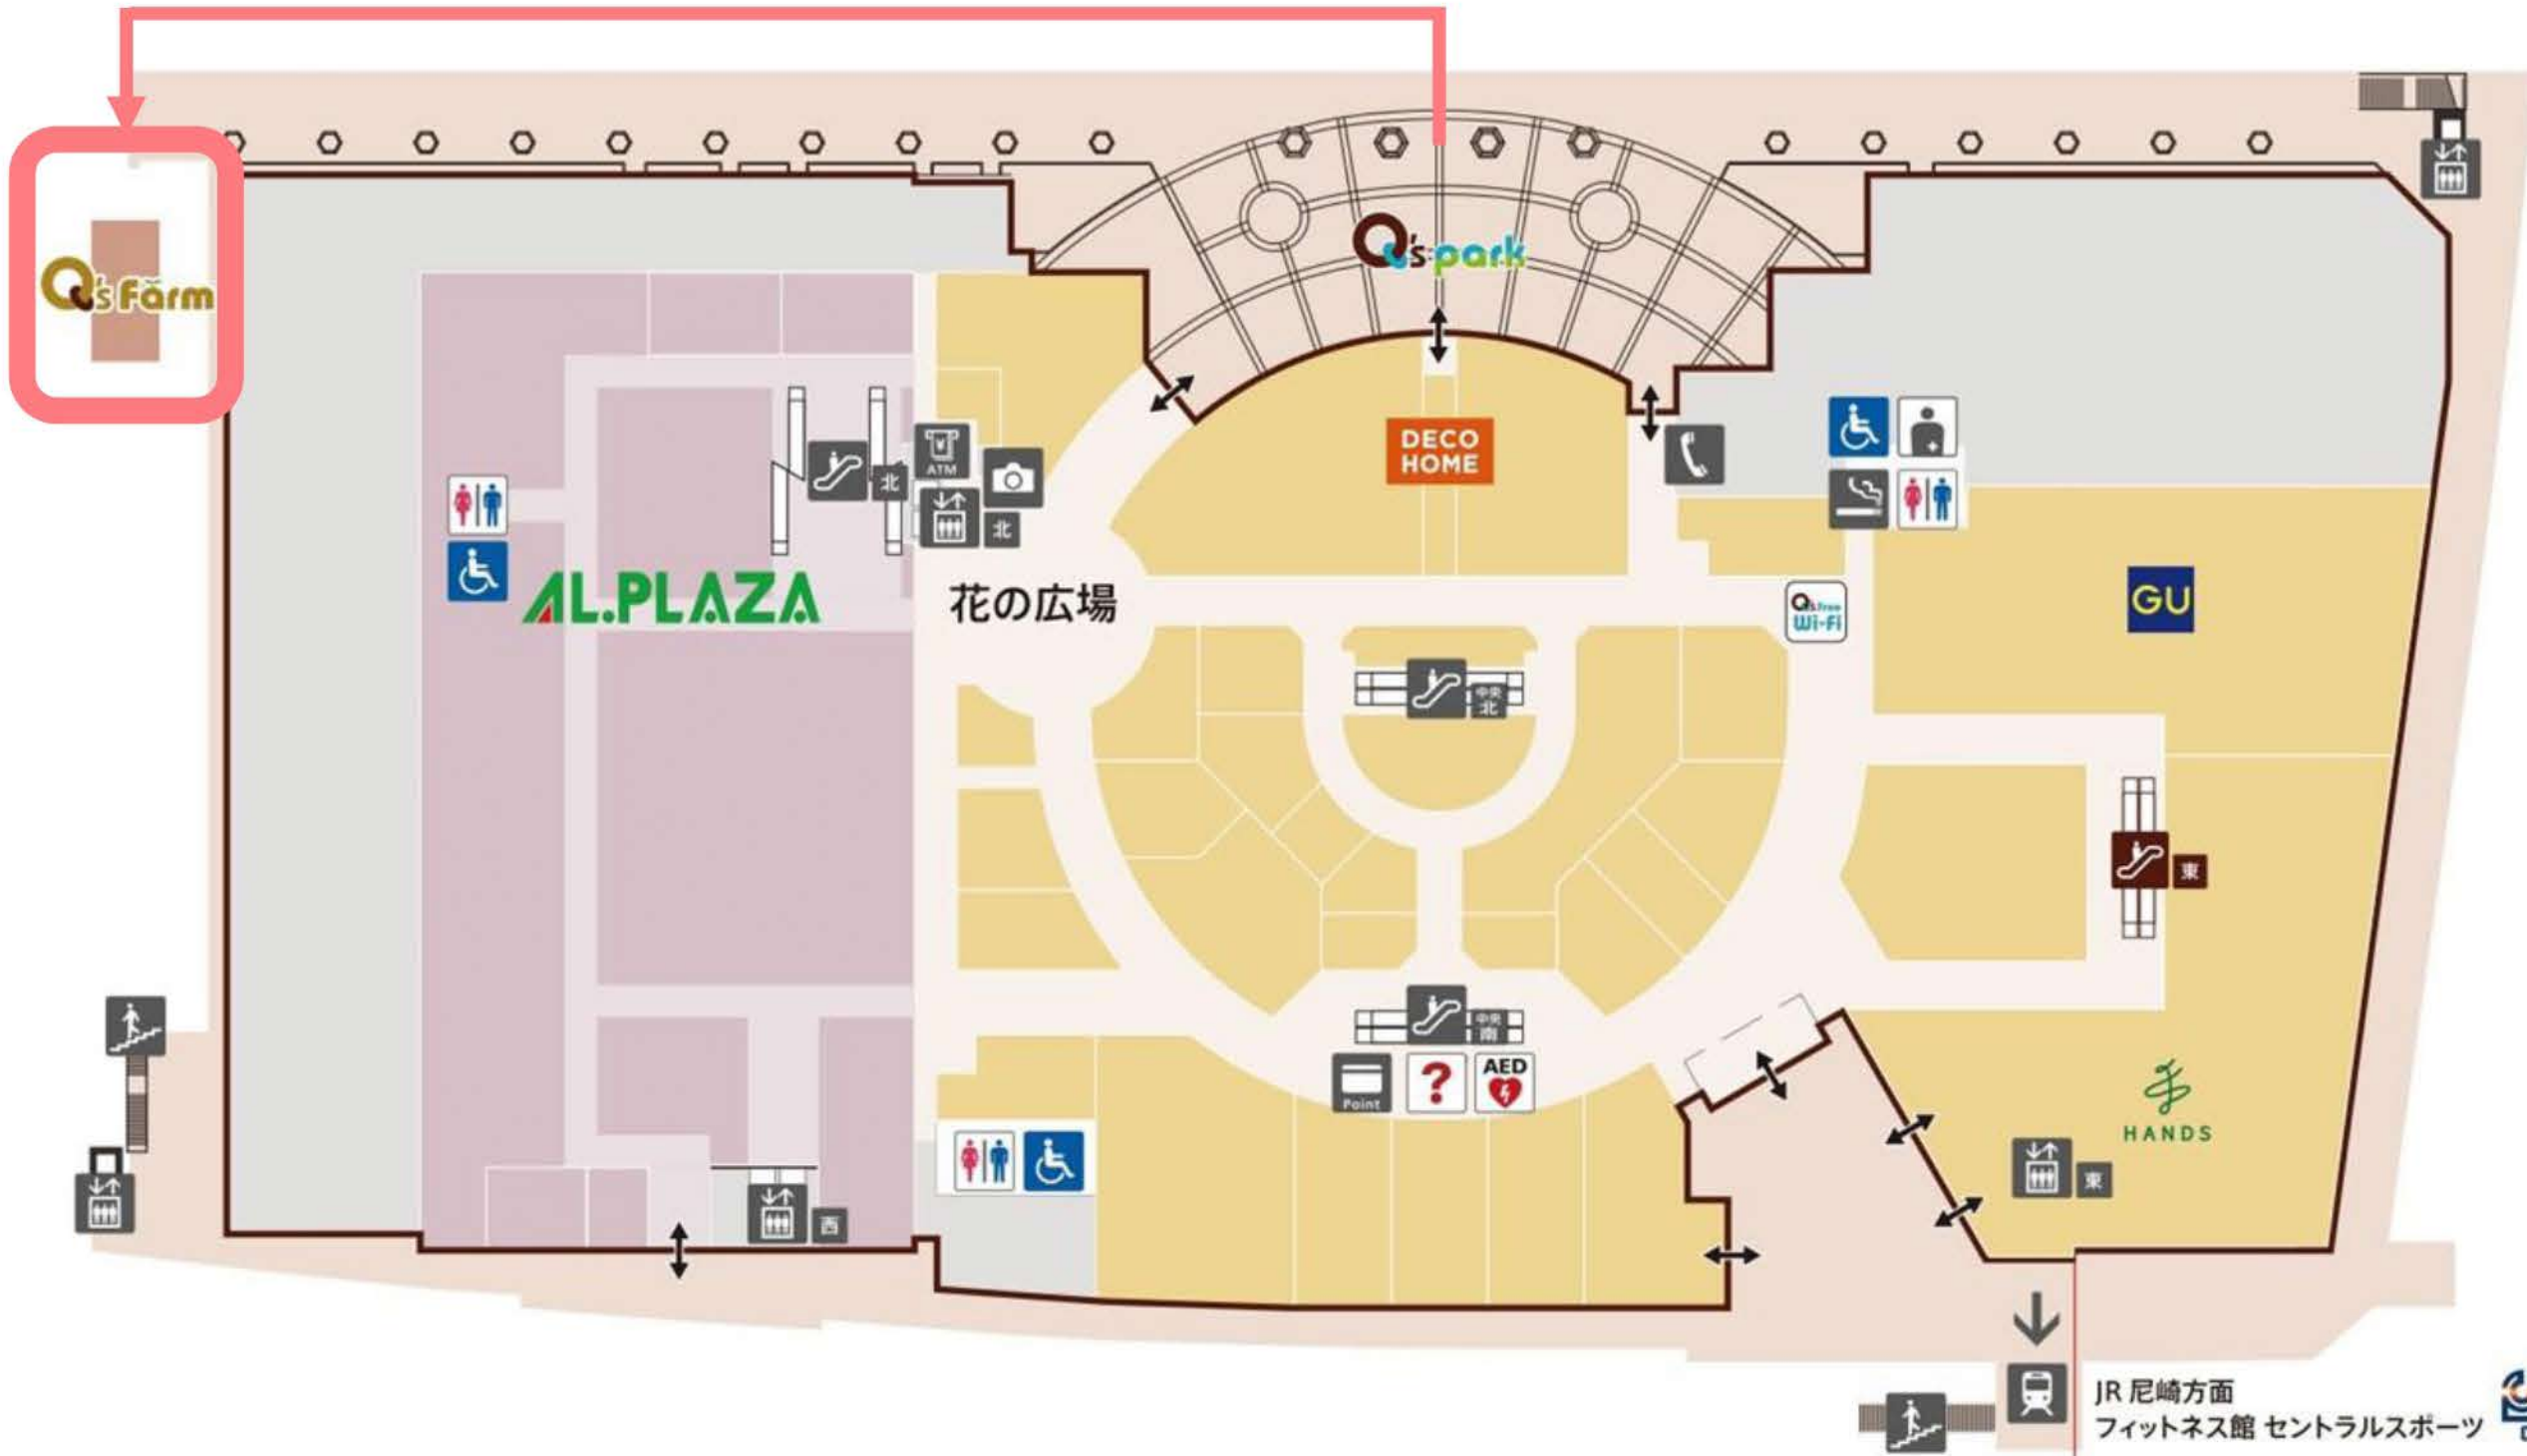 Q's Farm
Q's park
DECO
HOME
ATM
北
北
AL.PLAZA
花の広場
Q's Free
Wi-Fi
GU
中央
北
東
中央
南
Point
?
AED
HANDS
東
西
JR 尼崎方面
フィットネス館 セントラルスポーツ